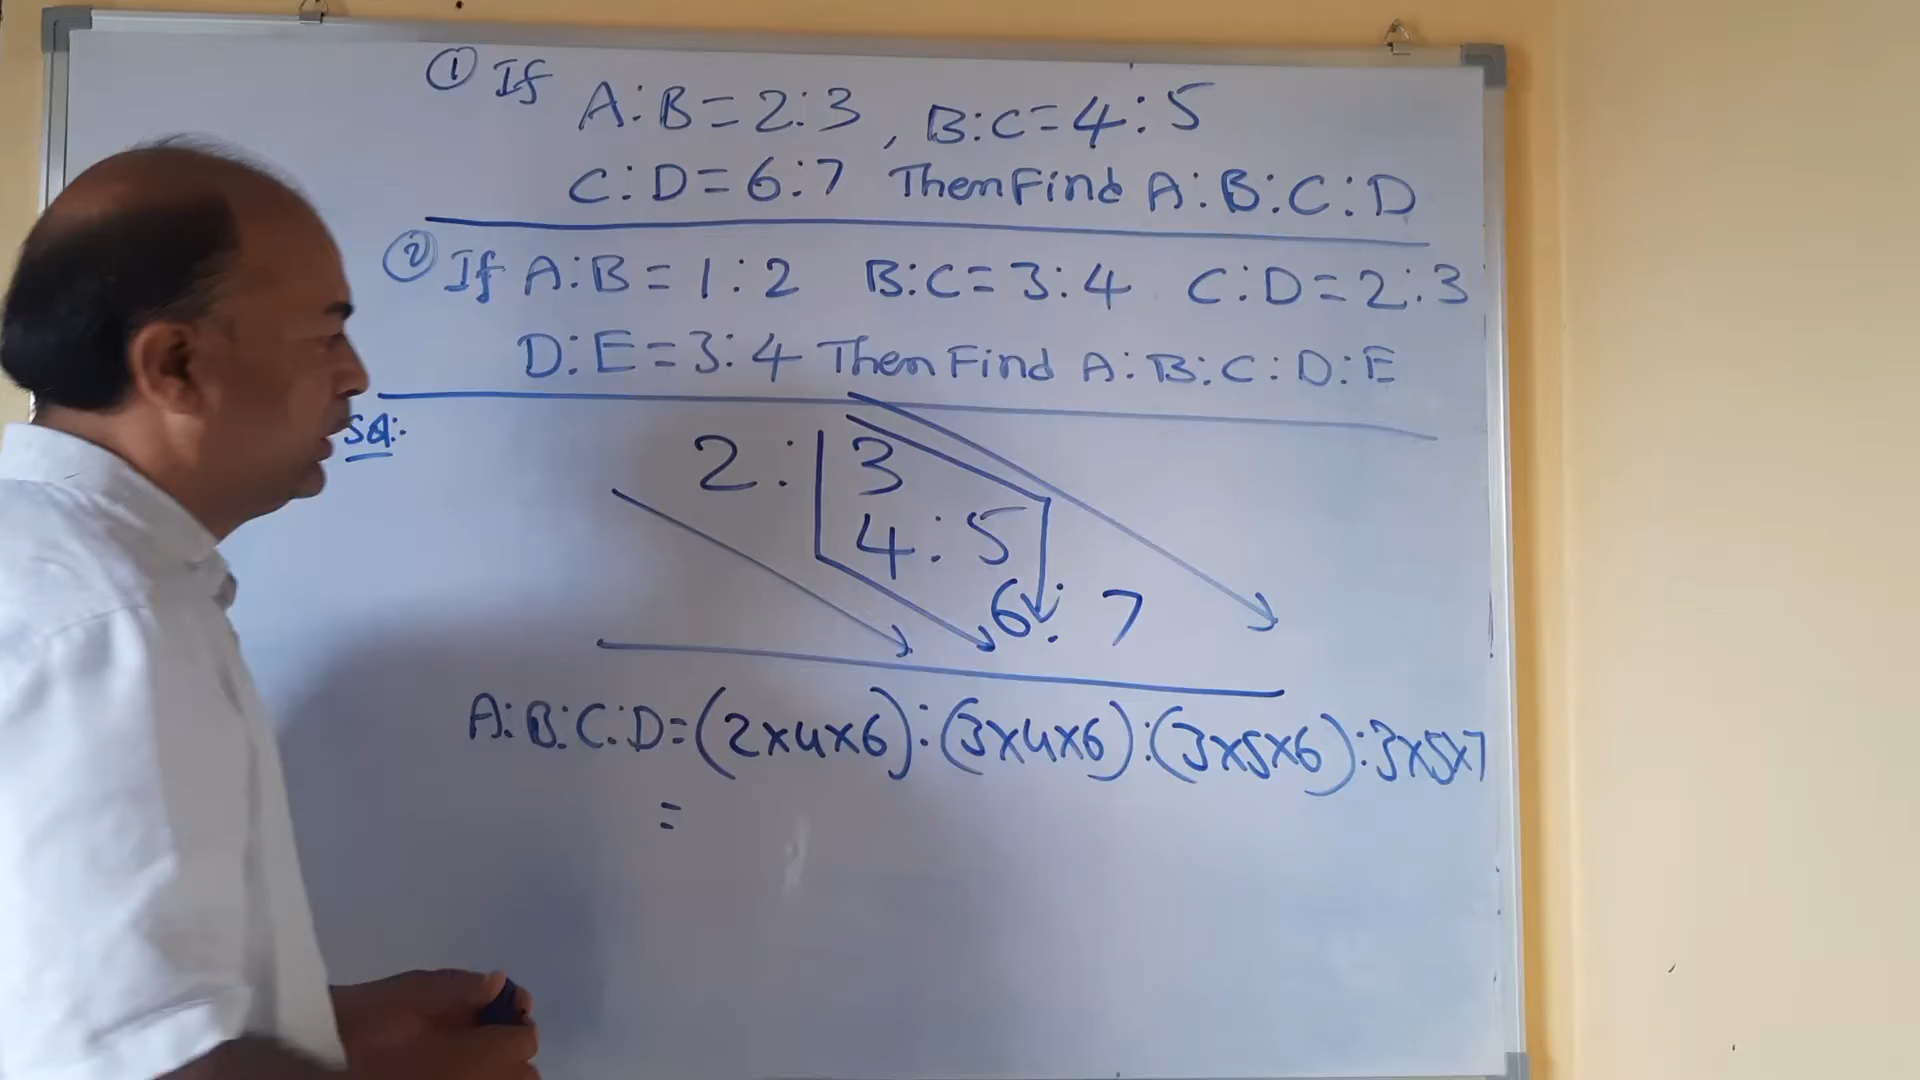 ① If A:B=2:3, B:C=4:5
C:D=6:7 Then Find A:B:C:D
② If A:B=1:2 B:C=3:4 C:D=2:3
D:E=3:4 Then Find A:B:C:D:E
Sol:-
2:3
4:5
6:7
A:B:C:D=(2×4×6):(3×4×6):(3×5×6):3×5×7
=